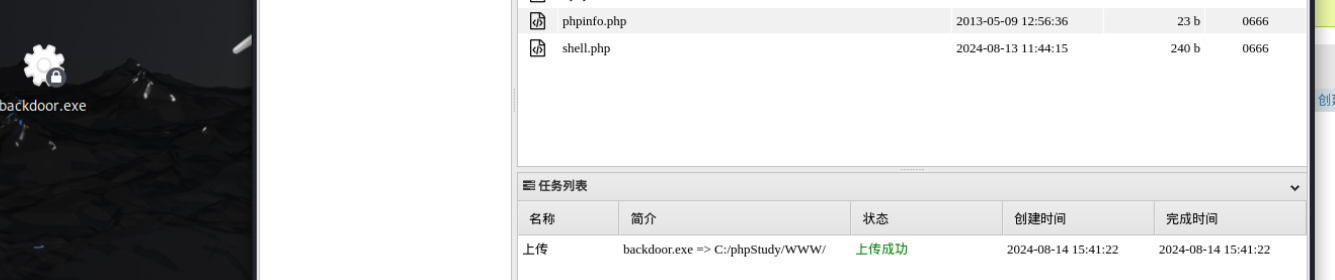 phpinfo.php 2013-05-09 12:56:36 23 b 0666
shell.php 2024-08-13 11:44:15 240 b 0666
backdoor.exe
任务列表
名称 简介 状态 创建时间 完成时间
上传 backdoor.exe => C:/phpStudy/WWW/ 上传成功 2024-08-14 15:41:22 2024-08-14 15:41:22